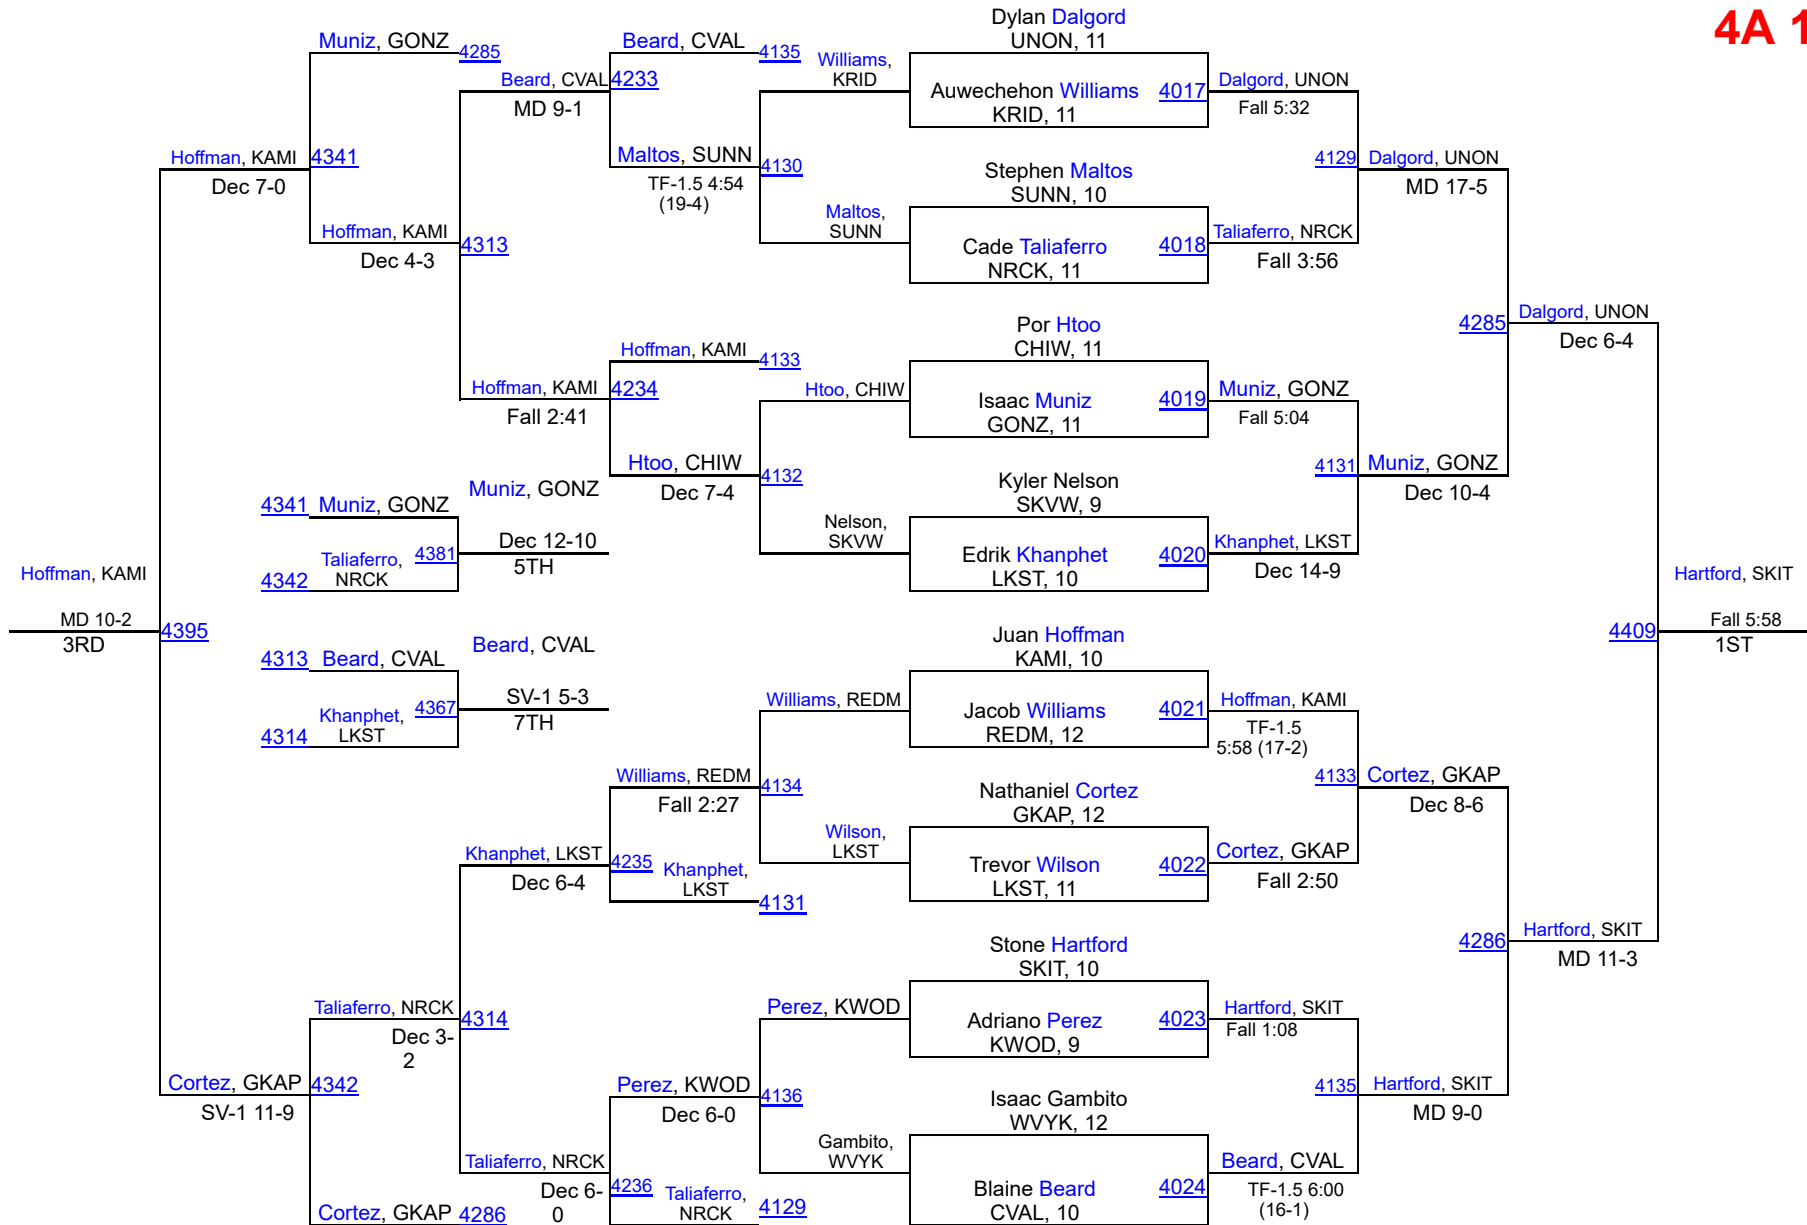 4A 1
Dylan Dalgord
UNON, 11
Auwechehon Williams
KRID, 11
4017
Stephen Maltos
SUNN, 10
Cade Taliaferro
NRCK, 11
4018
Por Htoo
CHIW, 11
Isaac Muniz
GONZ, 11
4019
Kyler Nelson
SKVW, 9
Edrik Khanphet
LKST, 10
4020
Juan Hoffman
KAMI, 10
Jacob Williams
REDM, 12
4021
Nathaniel Cortez
GKAP, 12
Trevor Wilson
LKST, 11
4022
Stone Hartford
SKIT, 10
Adriano Perez
KWOD, 9
4023
Isaac Gambito
WVYK, 12
Blaine Beard
CVAL, 10
4024
Dalgord, UNON
Fall 5:32
Taliaferro, NRCK
Fall 3:56
Muniz, GONZ
Fall 5:04
Khanphet, LKST
Dec 14-9
Hoffman, KAMI
TF-1.5
5:58 (17-2)
Cortez, GKAP
Fall 2:50
Hartford, SKIT
Fall 1:08
Beard, CVAL
TF-1.5 6:00
(16-1)
4129
Dalgord, UNON
MD 17-5
4131
Muniz, GONZ
Dec 10-4
4133
Cortez, GKAP
Dec 8-6
4135
Hartford, SKIT
MD 9-0
4285
Dalgord, UNON
Dec 6-4
4286
Hartford, SKIT
MD 11-3
4409
Hartford, SKIT
Fall 5:58
1ST
Williams,
KRID
Maltos,
SUNN
Htoo, CHIW
Nelson,
SKVW
Williams, REDM
Wilson,
LKST
Perez, KWOD
Gambito,
WVYK
Beard, CVAL
4135
Maltos, SUNN
4130
TF-1.5 4:54
(19-4)
Hoffman, KAMI
4133
Htoo, CHIW
4132
Dec 7-4
Williams, REDM
4134
Fall 2:27
Khanphet,
LKST
4131
Perez, KWOD
4136
Dec 6-0
Taliaferro,
NRCK
4129
Beard, CVAL
4233
MD 9-1
Hoffman, KAMI
4234
Fall 2:41
Khanphet, LKST
4235
Dec 6-4
Taliaferro, NRCK
4236
Dec 6-
0
Muniz, GONZ
4285
Hoffman, KAMI
4313
Dec 4-3
Taliaferro, NRCK
4314
Dec 3-
2
Cortez, GKAP
4286
Hoffman, KAMI
4341
Dec 7-0
Cortez, GKAP
4342
SV-1 11-9
Hoffman, KAMI
MD 10-2
4395
3RD
4341 Muniz, GONZ
4342
Taliaferro,
NRCK
4381
Muniz, GONZ
Dec 12-10
5TH
4313 Beard, CVAL
4314
Khanphet,
LKST
4367
Beard, CVAL
SV-1 5-3
7TH